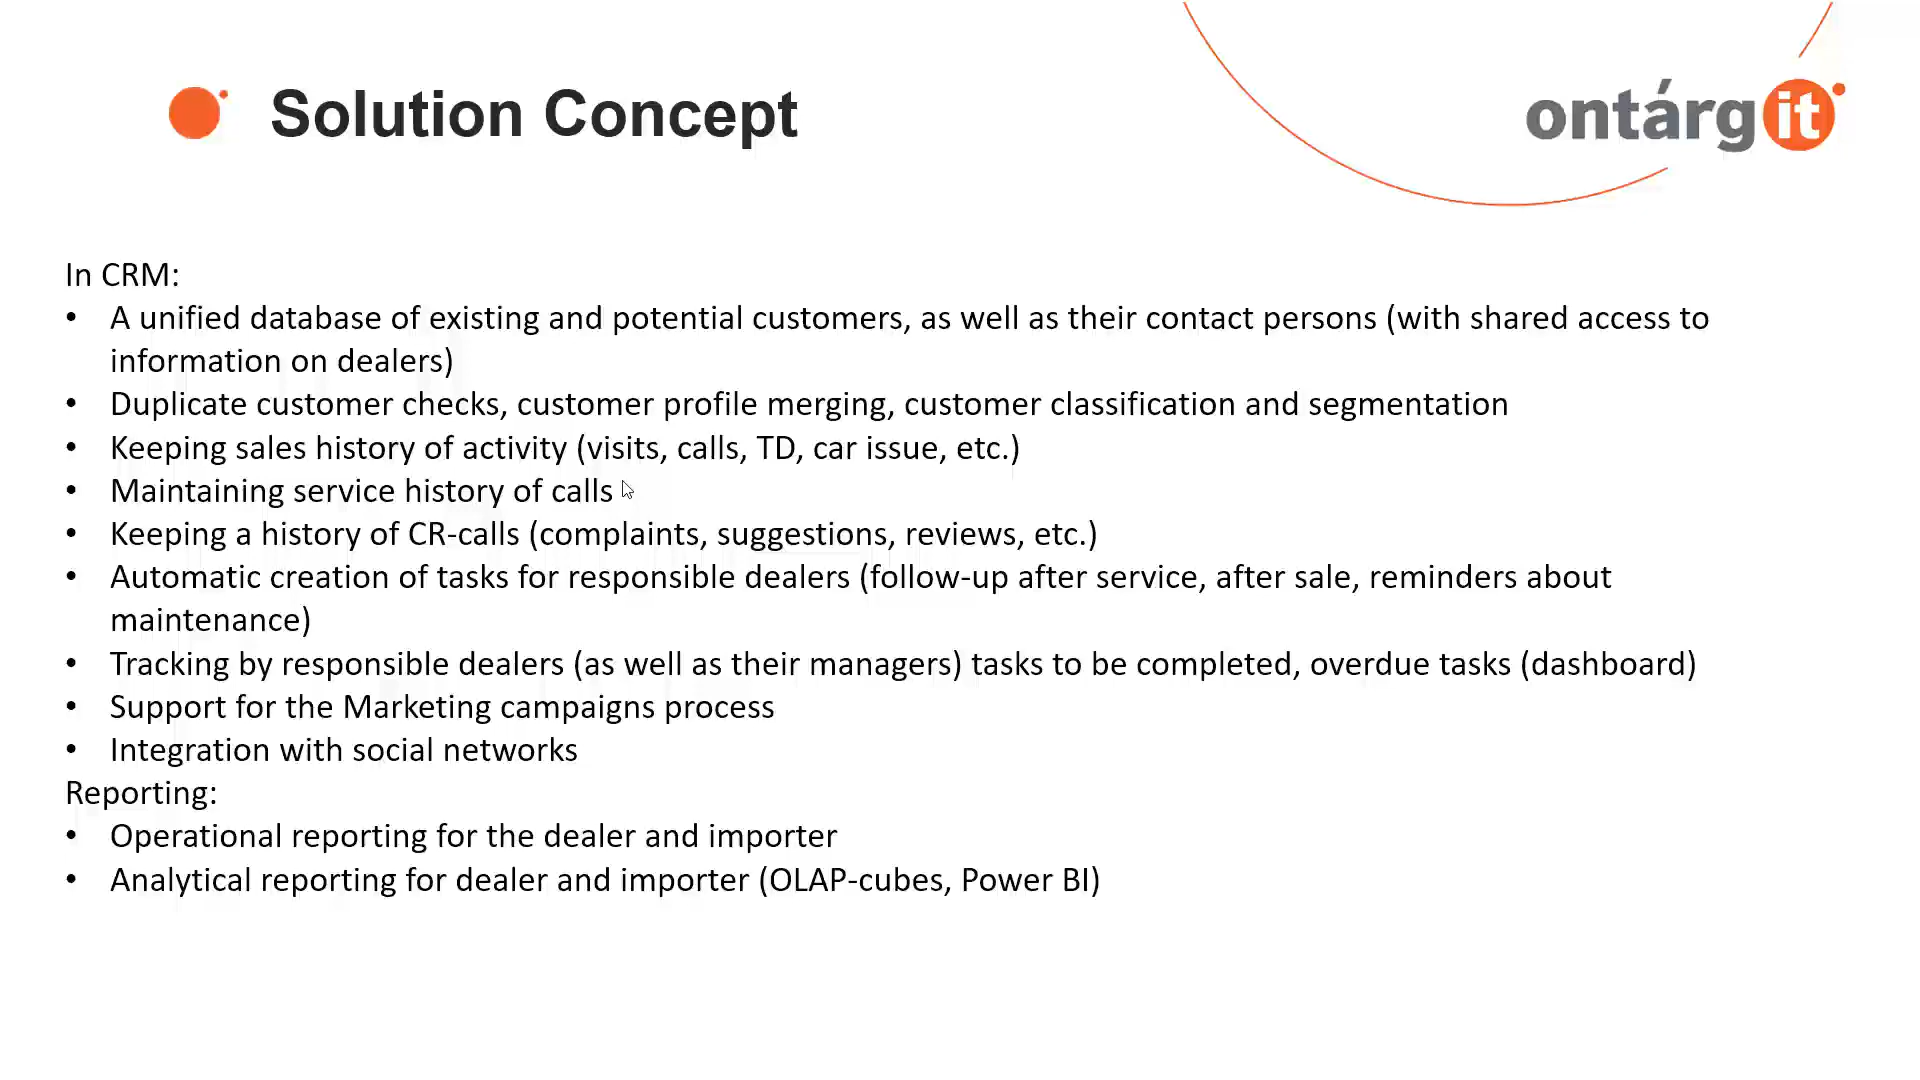 Solution Concept
ontárgit
In CRM:
• A unified database of existing and potential customers, as well as their contact persons (with shared access to
information on dealers)
• Duplicate customer checks, customer profile merging, customer classification and segmentation
• Keeping sales history of activity (visits, calls, TD, car issue, etc.)
• Maintaining service history of calls
• Keeping a history of CR-calls (complaints, suggestions, reviews, etc.)
• Automatic creation of tasks for responsible dealers (follow-up after service, after sale, reminders about
maintenance)
• Tracking by responsible dealers (as well as their managers) tasks to be completed, overdue tasks (dashboard)
• Support for the Marketing campaigns process
• Integration with social networks
Reporting:
• Operational reporting for the dealer and importer
• Analytical reporting for dealer and importer (OLAP-cubes, Power BI)